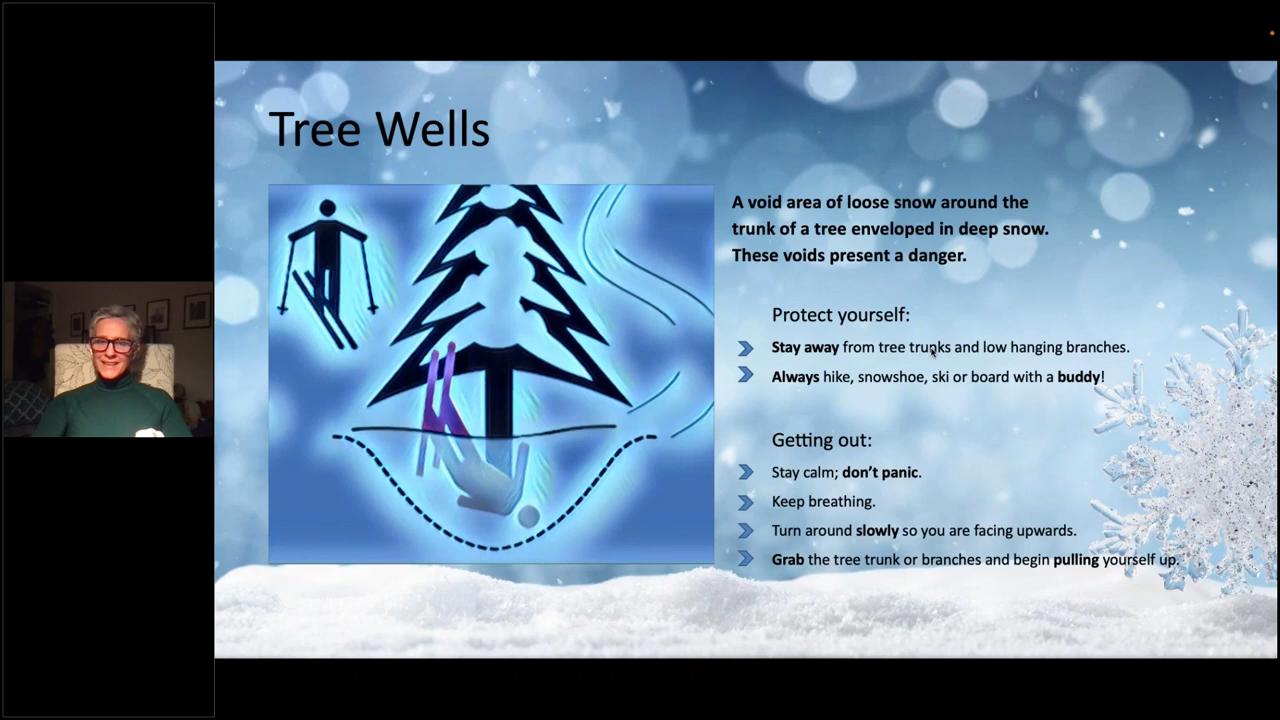 Tree Wells
A void area of loose snow around the
trunk of a tree enveloped in deep snow.
These voids present a danger.
Protect yourself:
Stay away from tree trunks and low hanging branches.
Always hike, snowshoe, ski or board with a buddy!
Getting out:
Stay calm; don’t panic.
Keep breathing.
Turn around slowly so you are facing upwards.
Grab the tree trunk or branches and begin pulling yourself up.